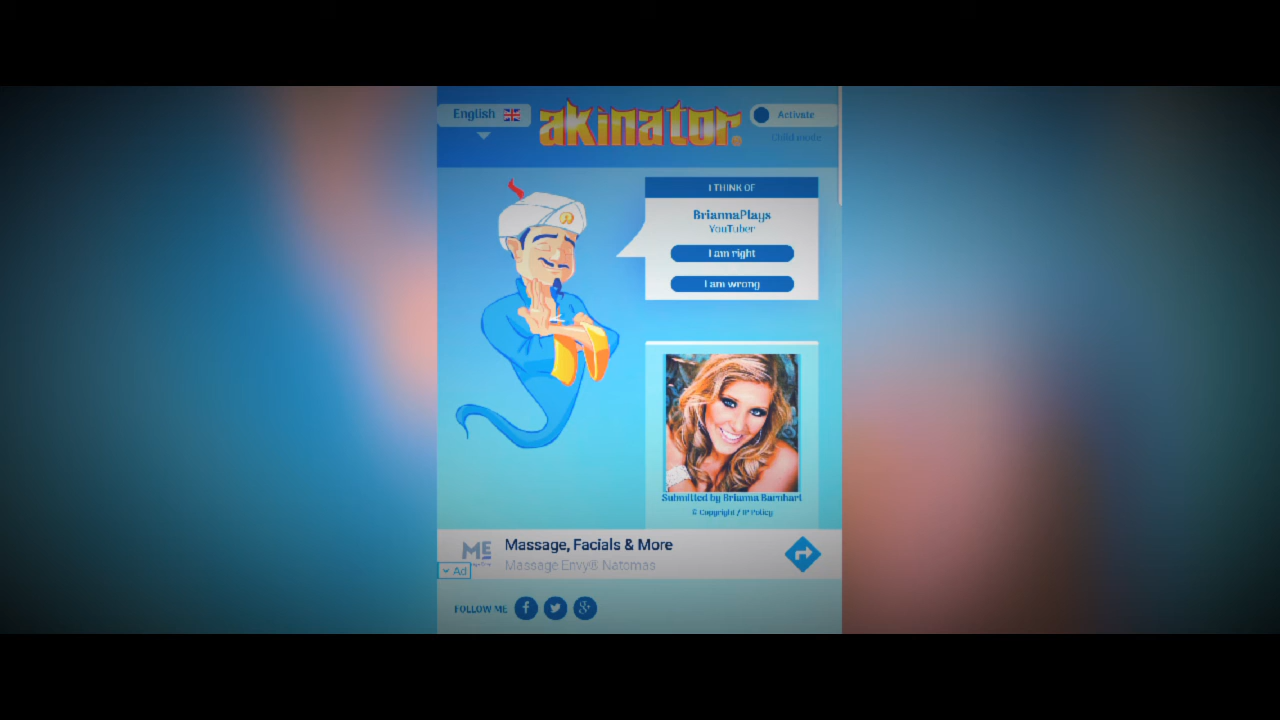 English
akinator.
Activate
Child mode
I THINK OF
BriannaPlays
YouTuber
I am right
I am wrong
Submitted by Brianna Barnhart
© Copyright / IP Policy
ME
Massage, Facials & More
Massage Envy® Natomas
Ad
FOLLOW ME